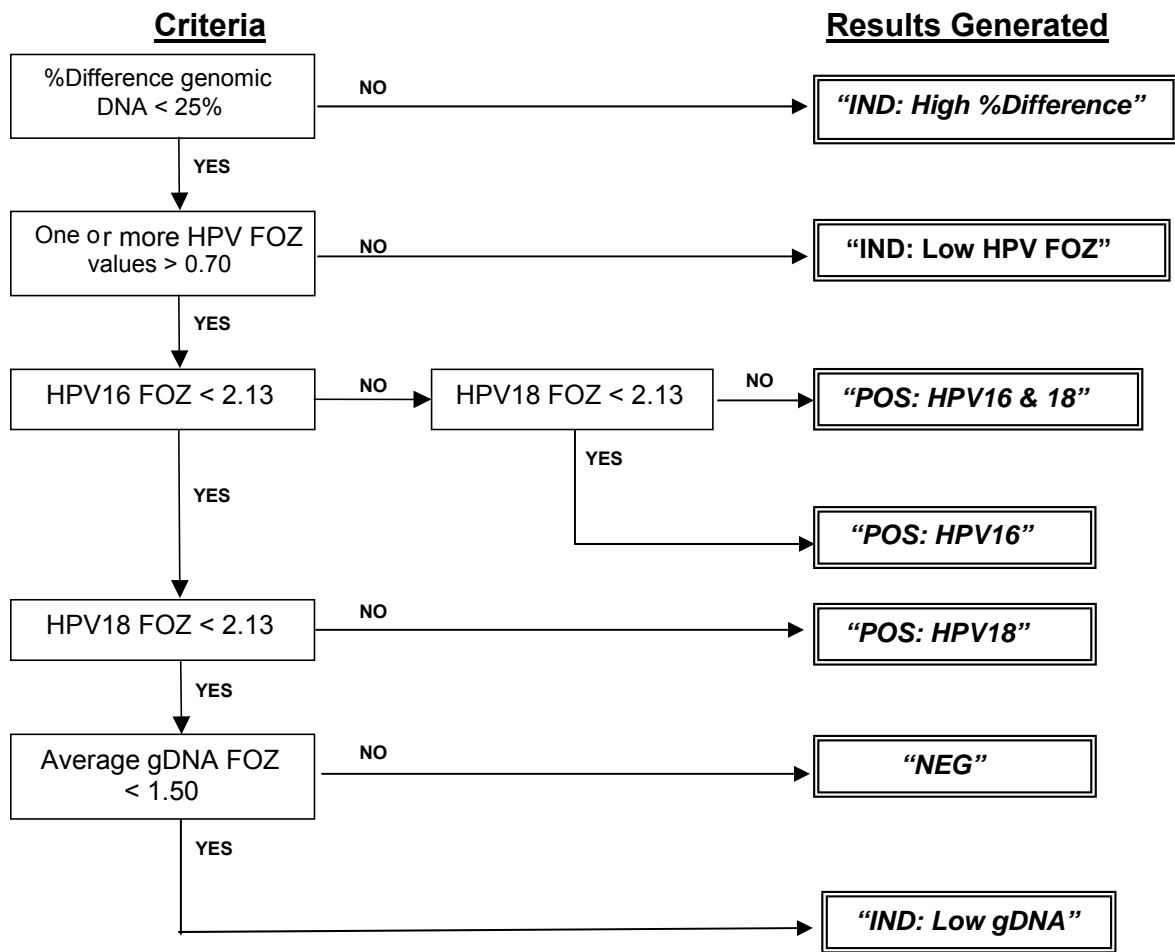 Criteria
Results Generated
%Difference genomic
DNA < 25%
NO
“IND: High %Difference”
YES
One or more HPV FOZ
values > 0.70
NO
“IND: Low HPV FOZ”
YES
HPV16 FOZ < 2.13
NO
HPV18 FOZ < 2.13
NO
“POS: HPV16 & 18”
YES
YES
“POS: HPV16”
HPV18 FOZ < 2.13
NO
“POS: HPV18”
YES
Average gDNA FOZ
< 1.50
NO
“NEG”
YES
“IND: Low gDNA”